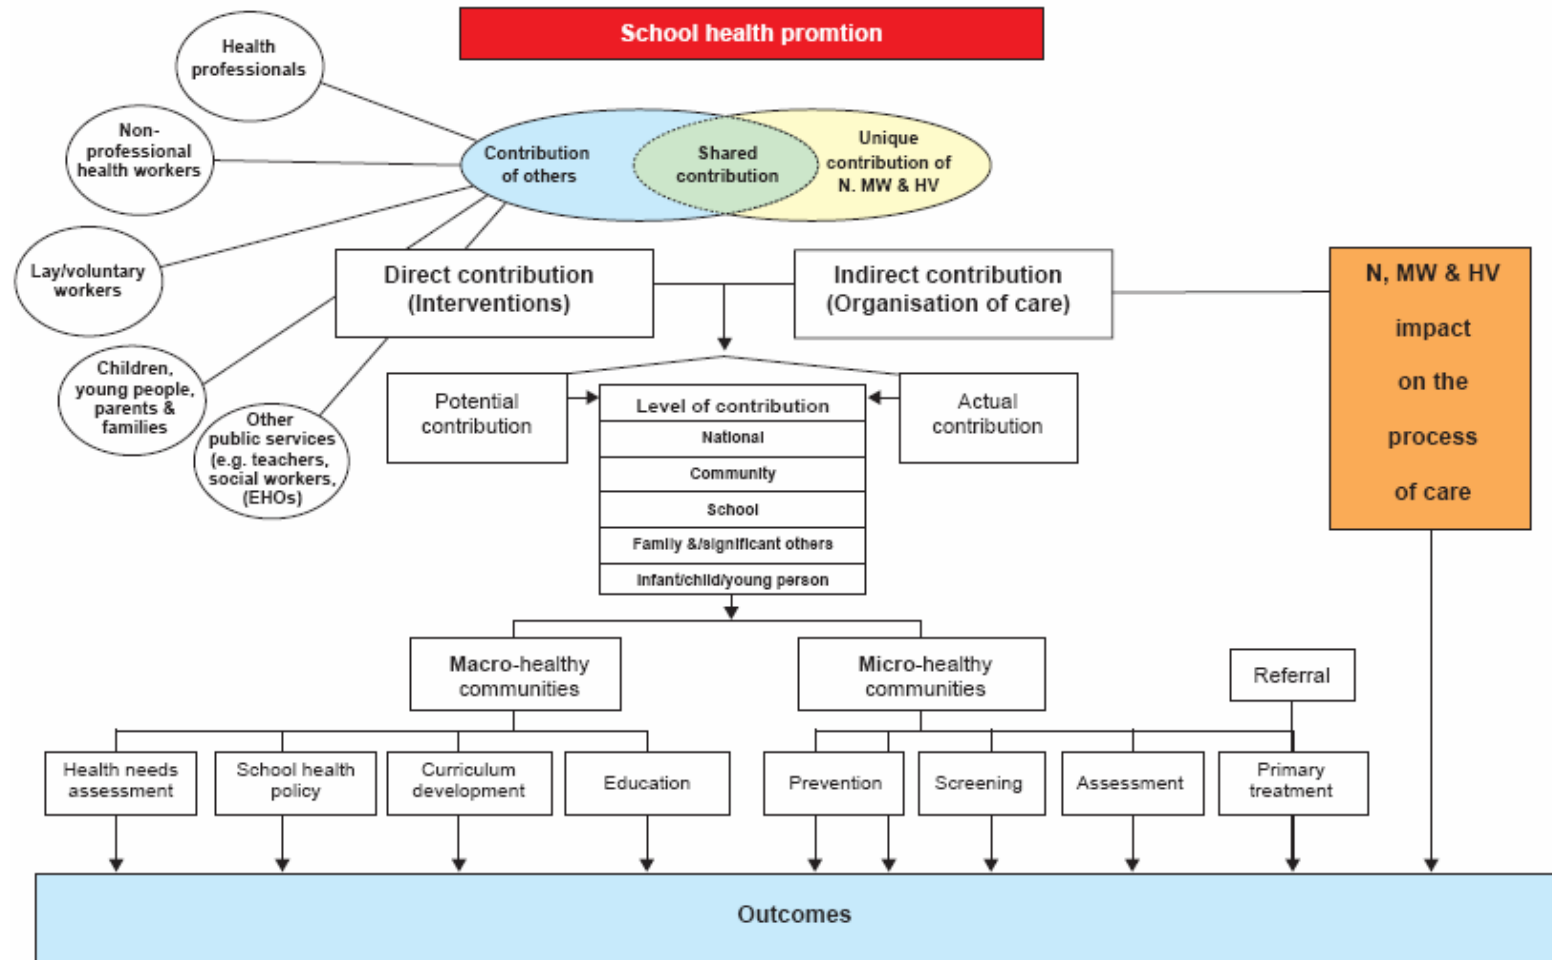 School health promtion
Health
professionals
Non-
professional
health workers
Lay/voluntary
workers
Children,
young people,
parents &
families
Other
public services
(e.g. teachers,
social workers,
(EHOs)
Contribution
of others
Shared
contribution
Unique
contribution of
N. MW & HV
Direct contribution
(Interventions)
Indirect contribution
(Organisation of care)
N, MW & HV
impact
on the
process
of care
Potential
contribution
Level of contribution
National
Community
School
Family &/significant others
Infant/child/young person
Actual
contribution
Macro-healthy
communities
Micro-healthy
communities
Referral
Health needs
assessment
School health
policy
Curriculum
development
Education
Prevention
Screening
Assessment
Primary
treatment
Outcomes